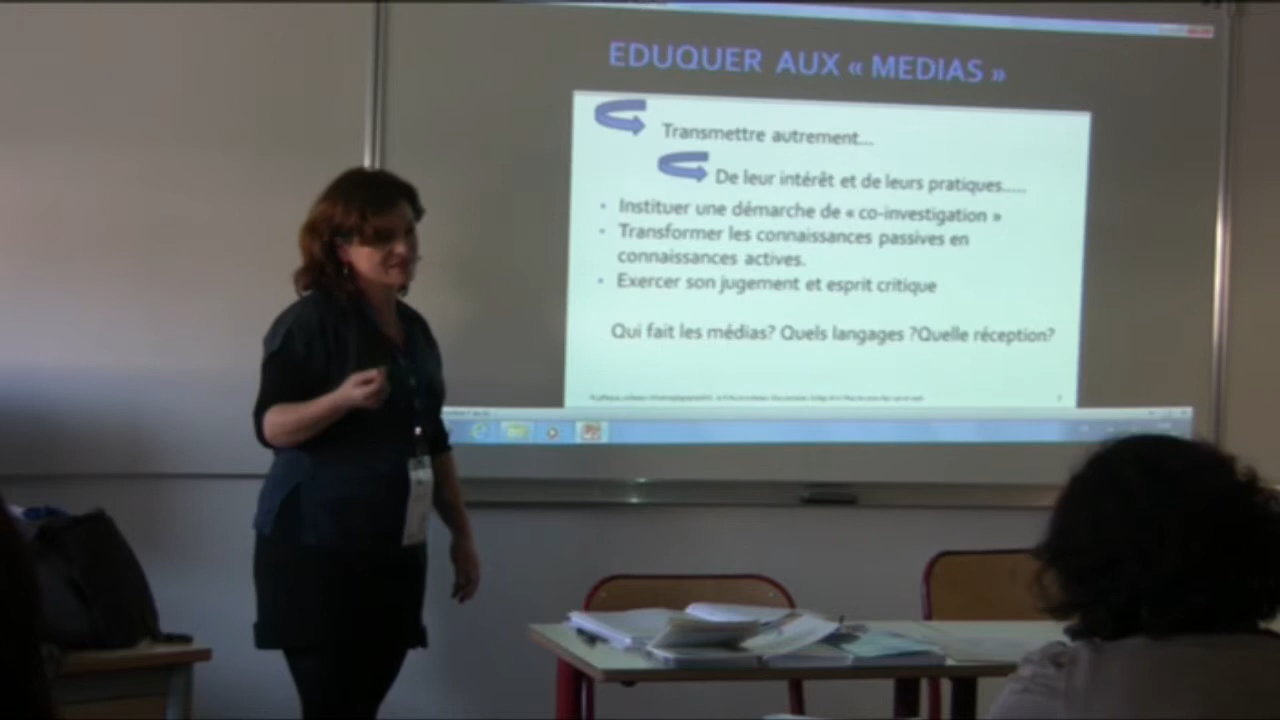 EDUQUER AUX « MEDIAS »
Transmettre autrement...
De leur intérêt et de leurs pratiques.....
• Instituer une démarche de « co-investigation »
• Transformer les connaissances passives en
connaissances actives.
• Exercer son jugement et esprit critique
Qui fait les médias? Quels langages ?Quelle réception?